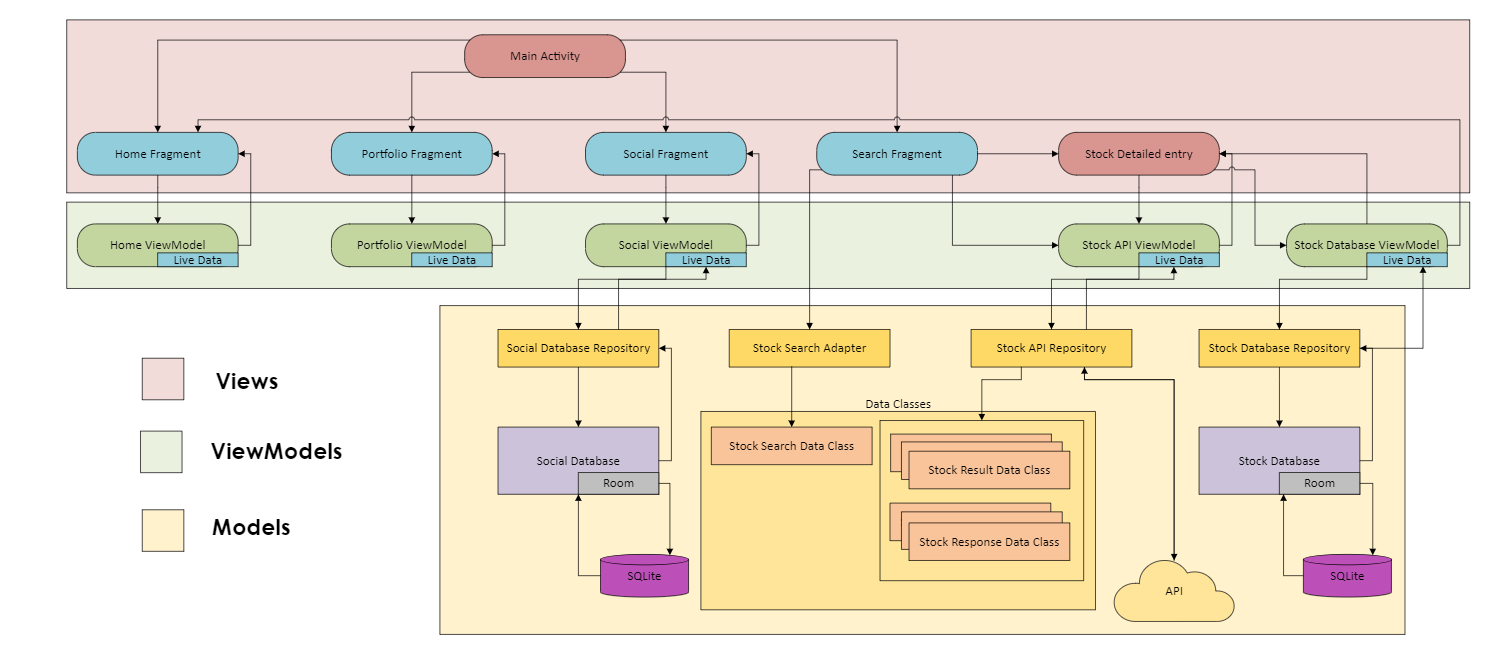 Main Activity
Home Fragment
Portfolio Fragment
Social Fragment
Search Fragment
Stock Detailed entry
Home ViewModel
Live Data
Portfolio ViewModel
Live Data
Social ViewModel
Live Data
Stock API ViewModel
Live Data
Stock Database ViewModel
Live Data
Social Database Repository
Stock Search Adapter
Stock API Repository
Stock Database Repository
Views
ViewModels
Models
Data Classes
Stock Search Data Class
Stock Result Data Class
Stock Response Data Class
Social Database
Room
SQLite
API
Stock Database
Room
SQLite